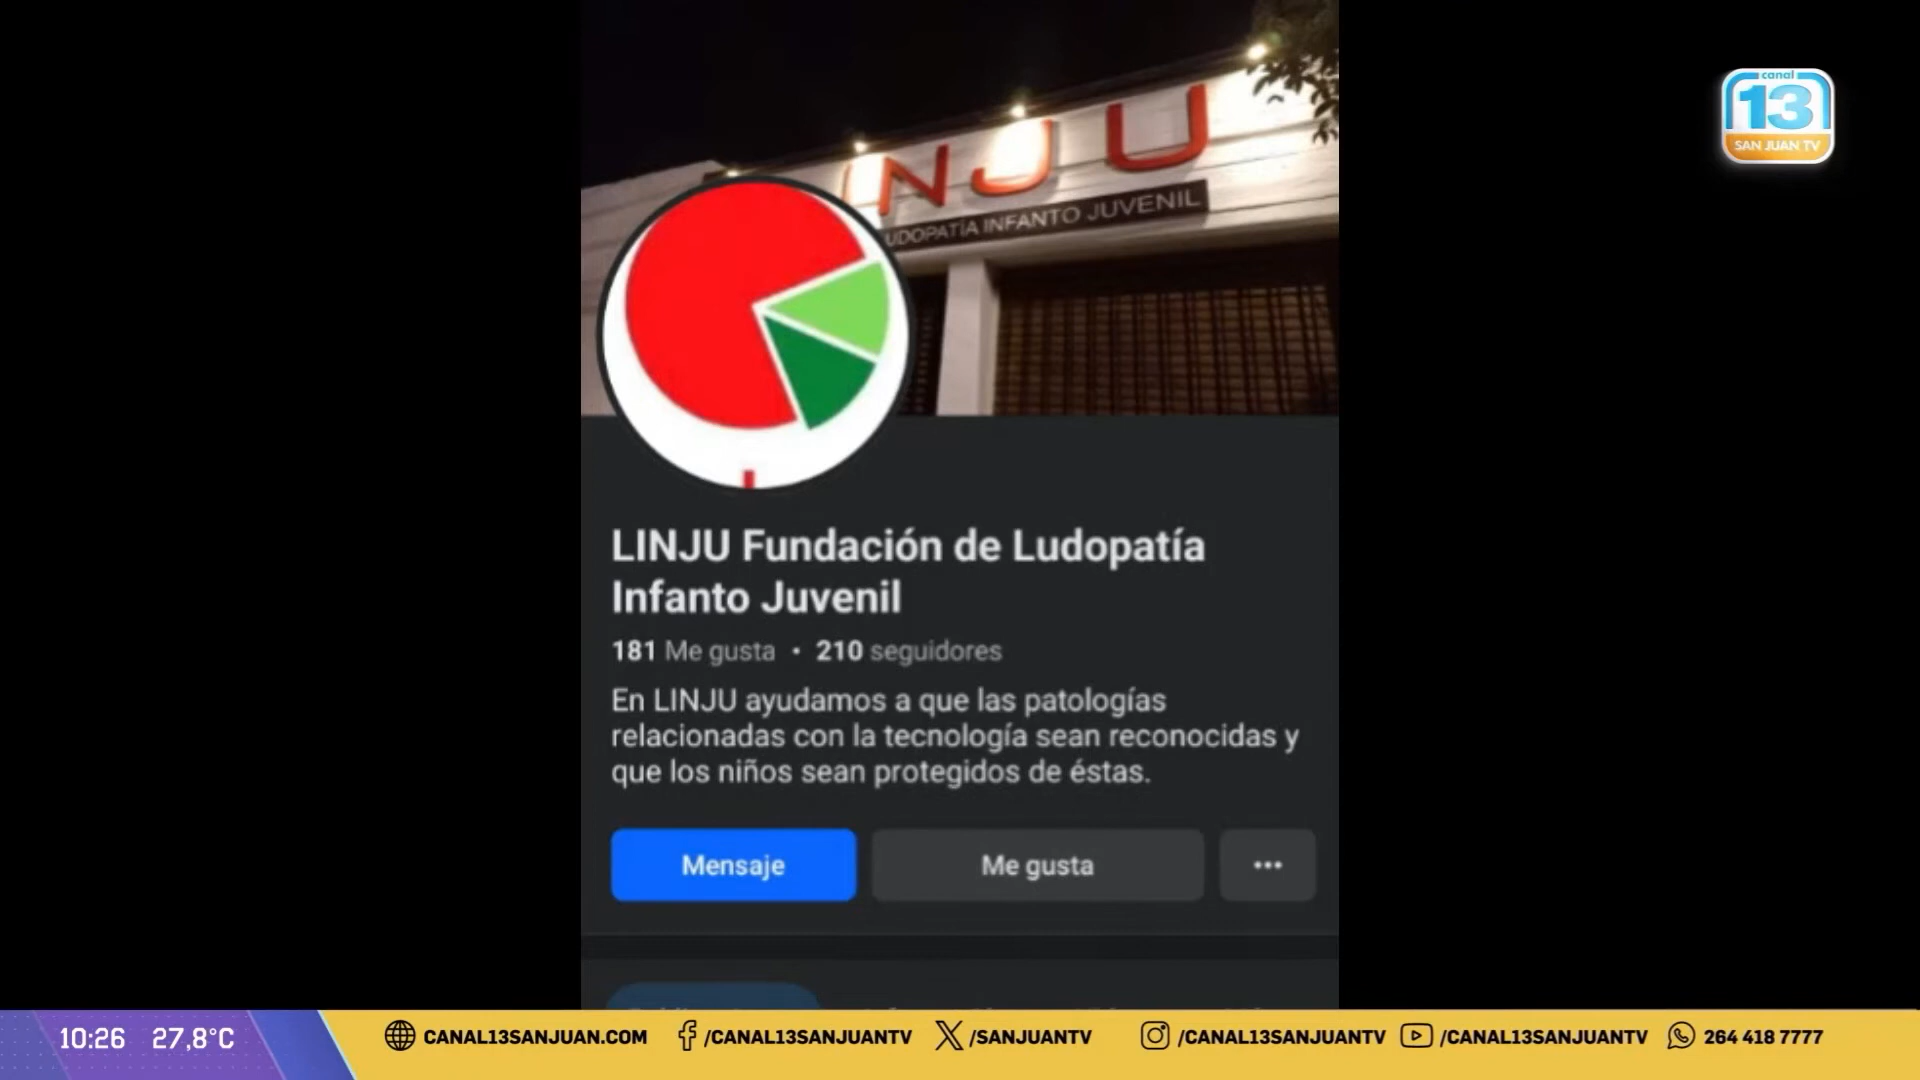 canal
13
SAN JUAN TV
INJU
LUDOPATÍA INFANTO JUVENIL
LINJU Fundación de Ludopatía
Infanto Juvenil
181 Me gusta • 210 seguidores
En LINJU ayudamos a que las patologías
relacionadas con la tecnología sean reconocidas y
que los niños sean protegidos de éstas.
Mensaje
Me gusta
10:26 27,8°C
CANAL13SANJUAN.COM
/CANAL13SANJUANTV
/SANJUANTV
/CANAL13SANJUANTV
/CANAL13SANJUANTV
264 418 7777